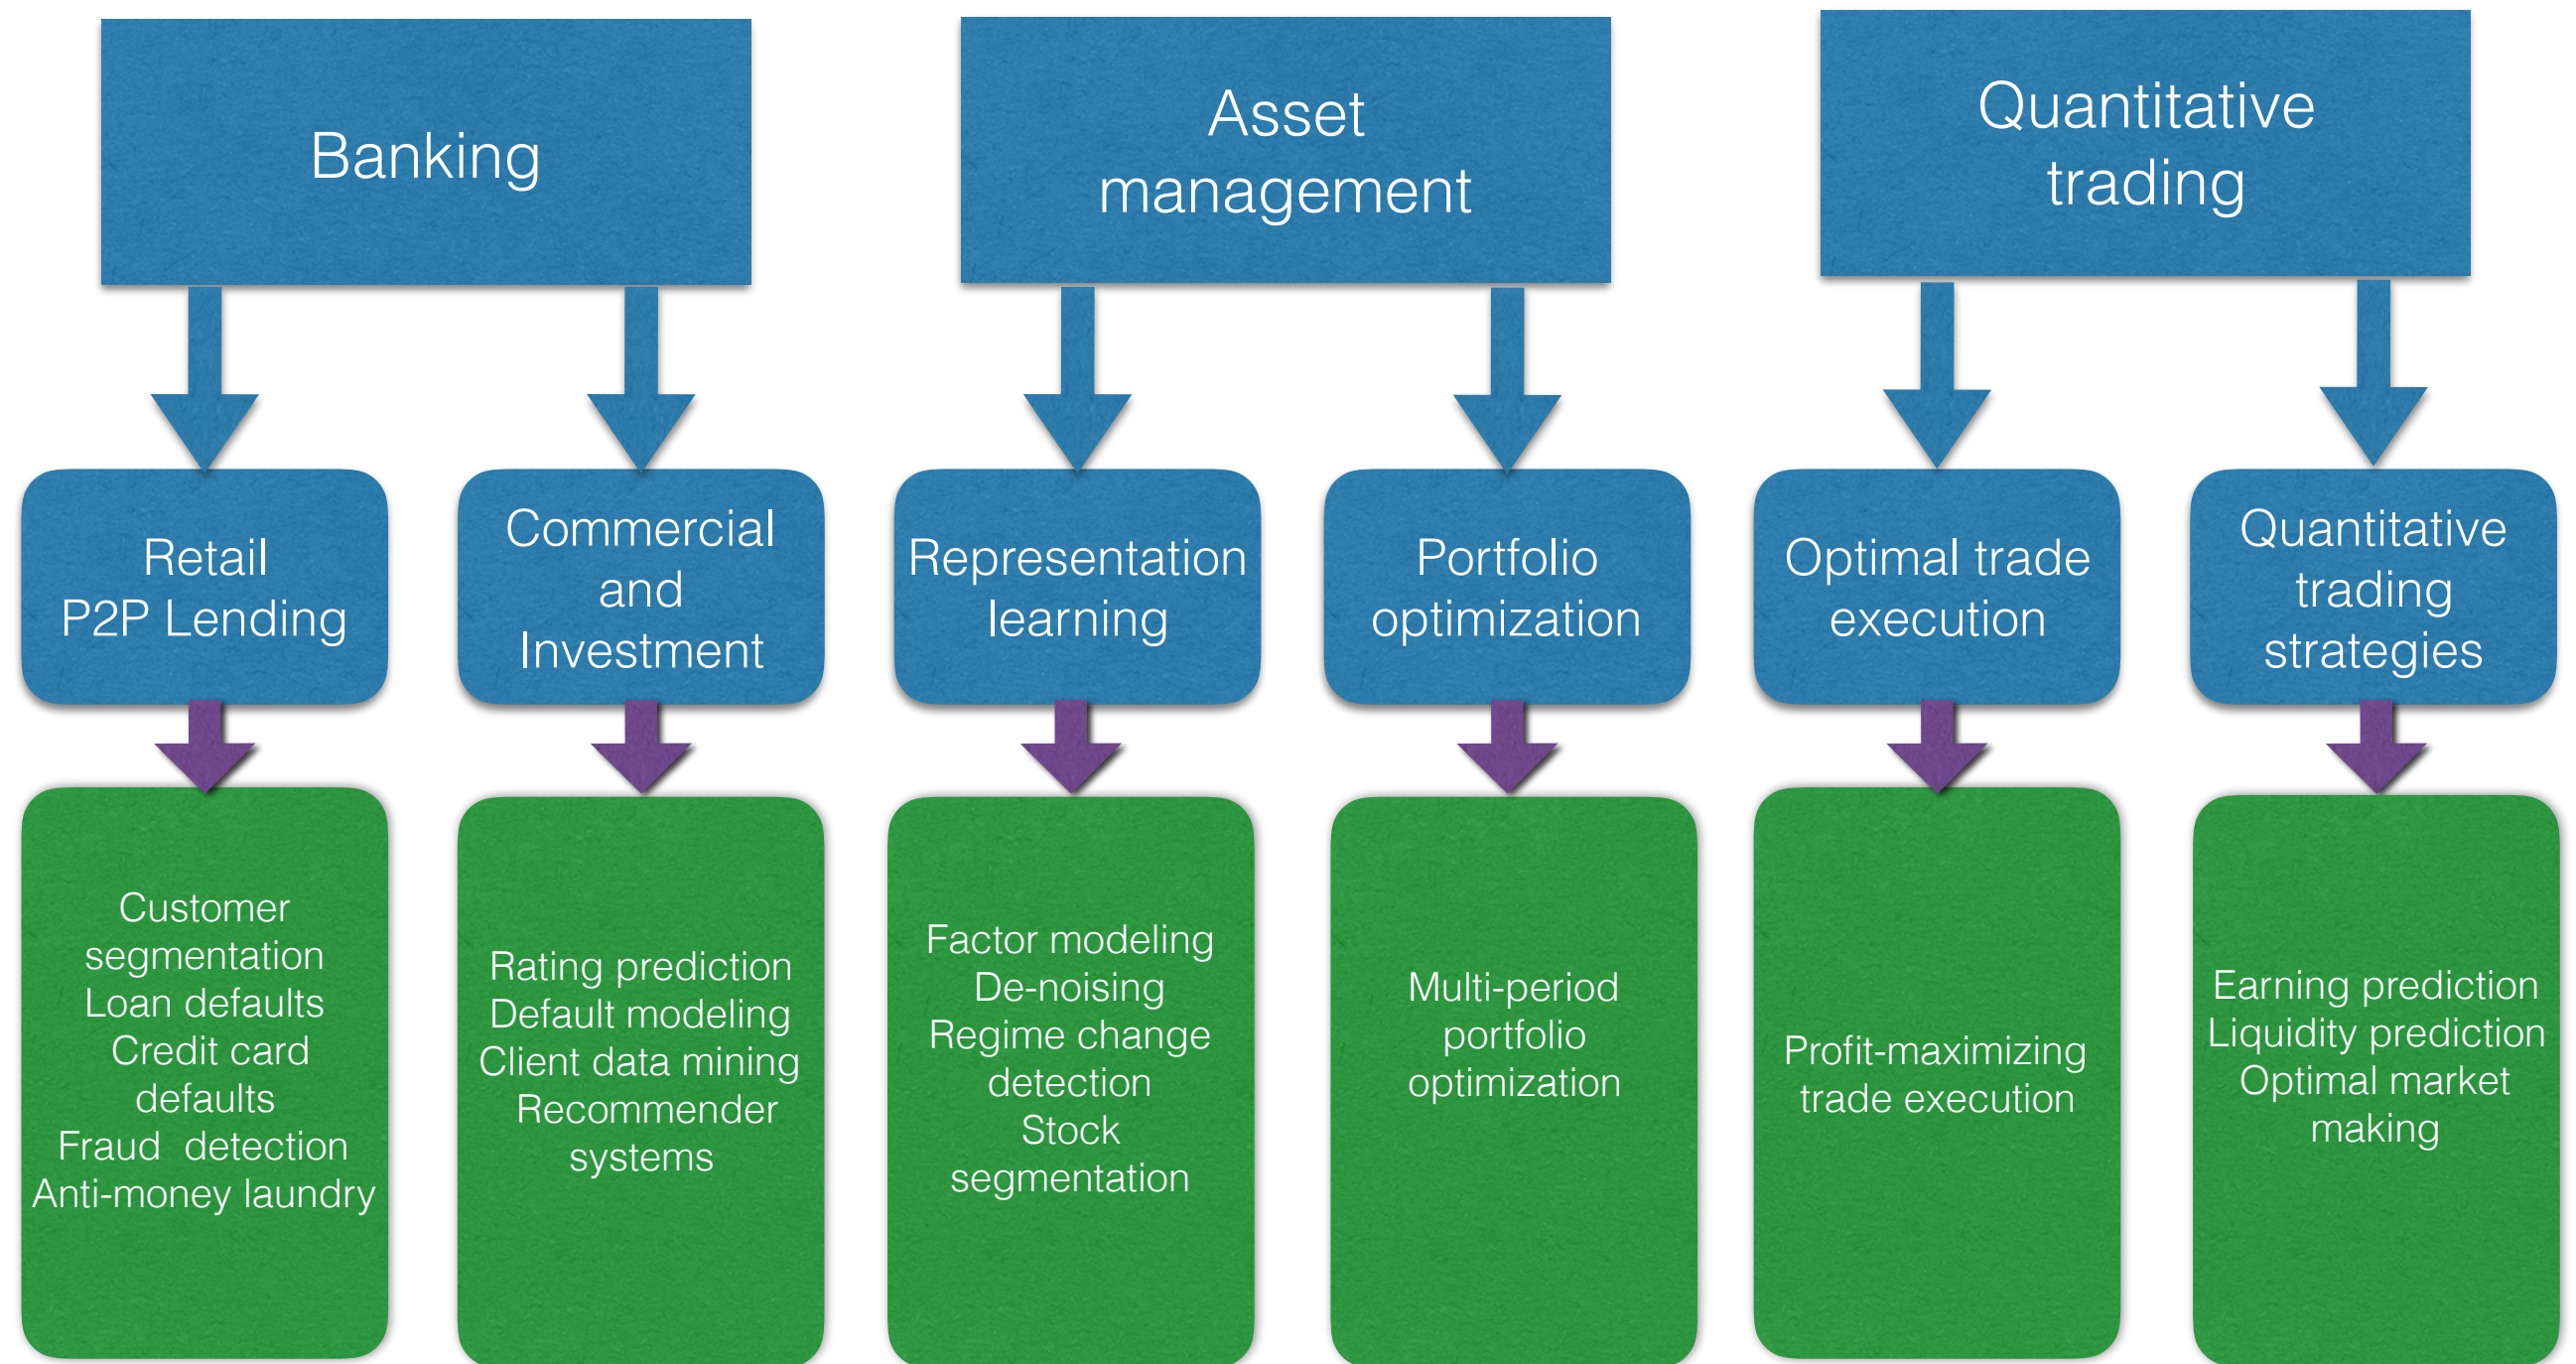 Banking
Asset
management
Quantitative
trading
Retail
P2P Lending
Commercial
and
Investment
Representation
learning
Portfolio
optimization
Optimal trade
execution
Quantitative
trading
strategies
Customer
segmentation
Loan defaults
Credit card
defaults
Fraud  detection
Anti-money laundry
Rating prediction
Default modeling
Client data mining
Recommender
systems
Factor modeling
De-noising
Regime change
detection
Stock
segmentation
Multi-period
portfolio
optimization
Profit-maximizing
trade execution
Earning prediction
Liquidity prediction
Optimal market
making